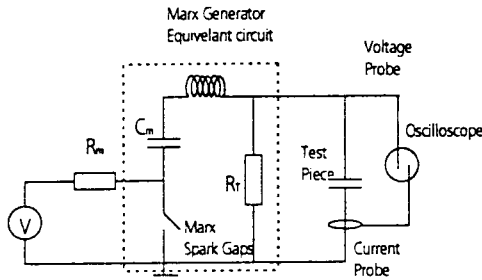 Marx Generator
Equivelant circuit
Voltage
Probe
Oscilloscope
Cm
Rm
Test
Piece
RT
V
Marx
Spark Gaps
Current
Probe